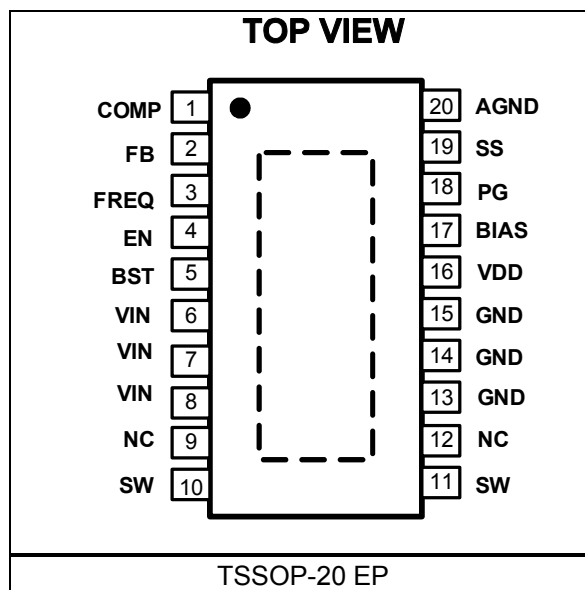 TOP VIEW
COMP 1 20 AGND
FB 2 19 SS
FREQ 3 18 PG
EN 4 17 BIAS
BST 5 16 VDD
VIN 6 15 GND
VIN 7 14 GND
VIN 8 13 GND
NC 9 12 NC
SW 10 11 SW
TSSOP-20 EP